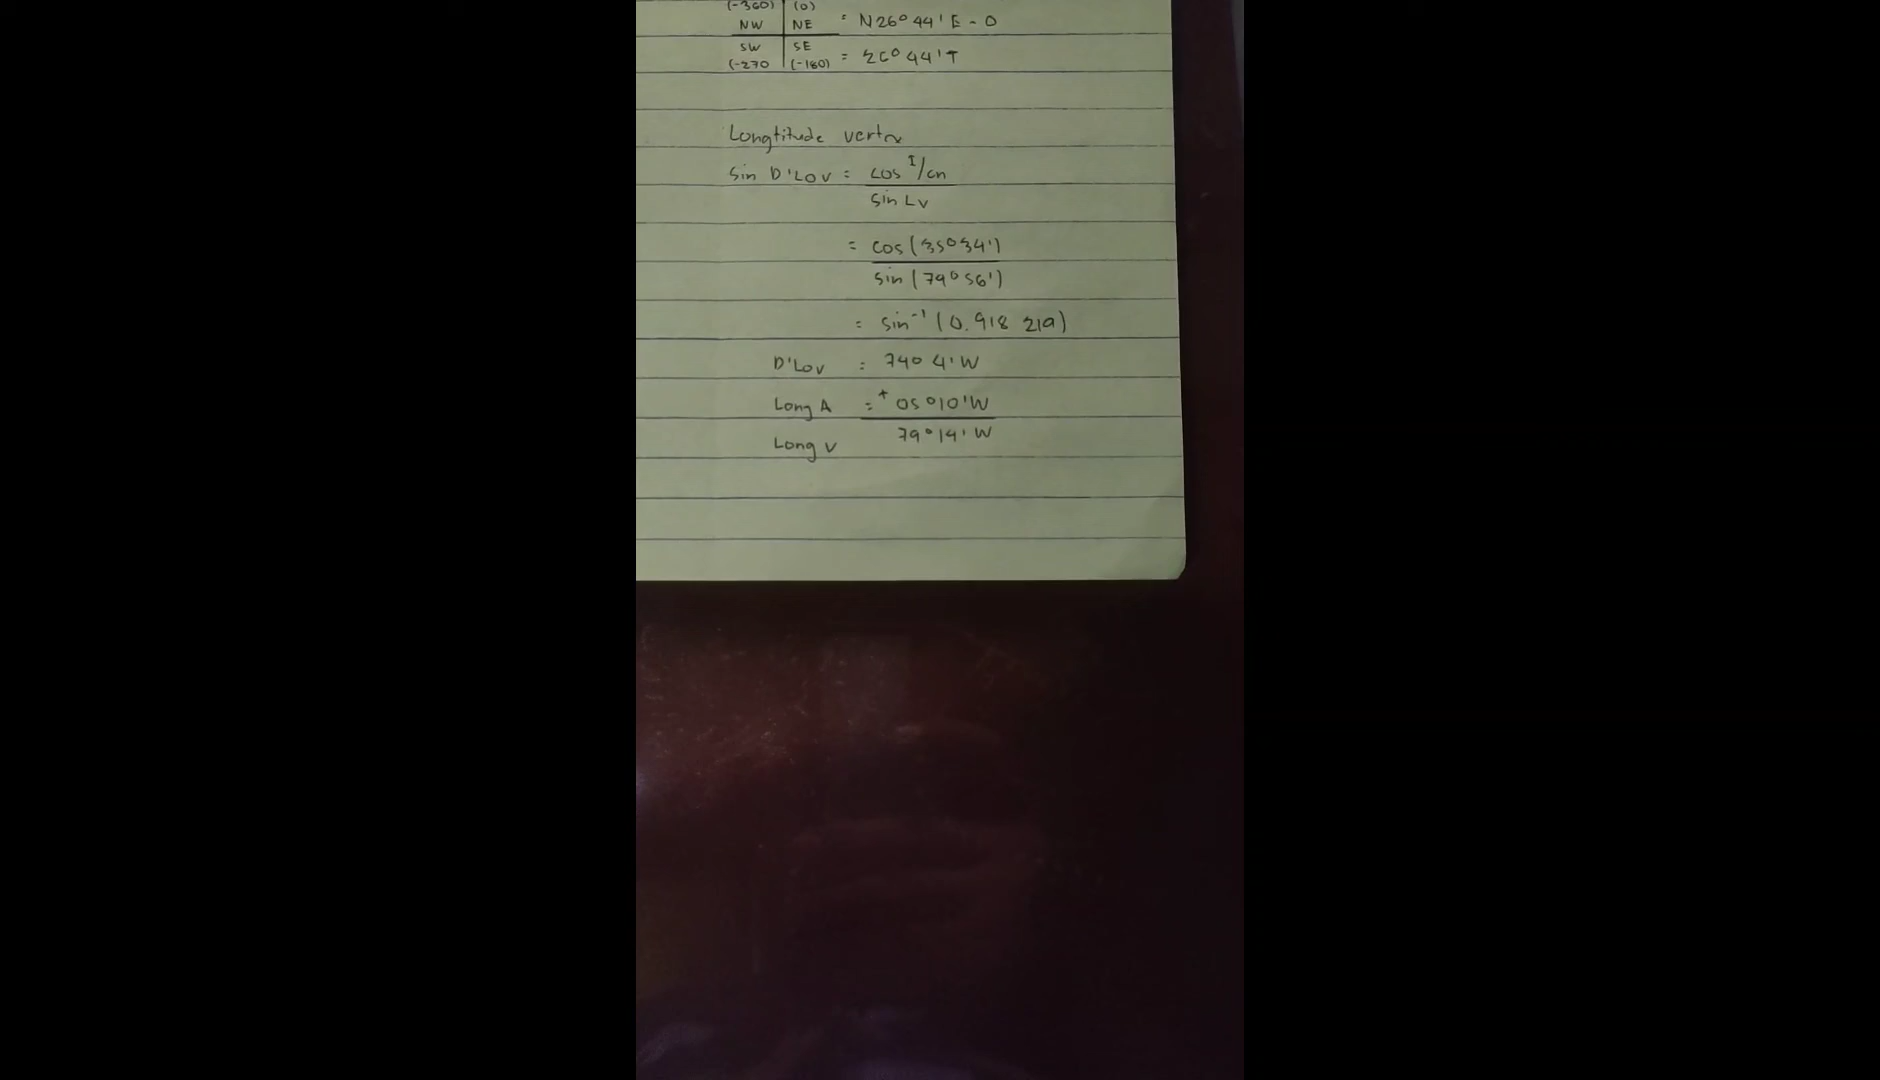 (-360) | (0)
NW | NE = N26°44'E - 0
SW | SE
(-270 | (-180) = 26°44'T
Longtitude vertx
sin D'Lov = cos I/cn
sin Lv
= cos(35°34')
sin(79°56')
= sin⁻¹(0.918 219)
D'Lov = 74° 4'W
Long A = + 05°10'W
79°14'W
Long v